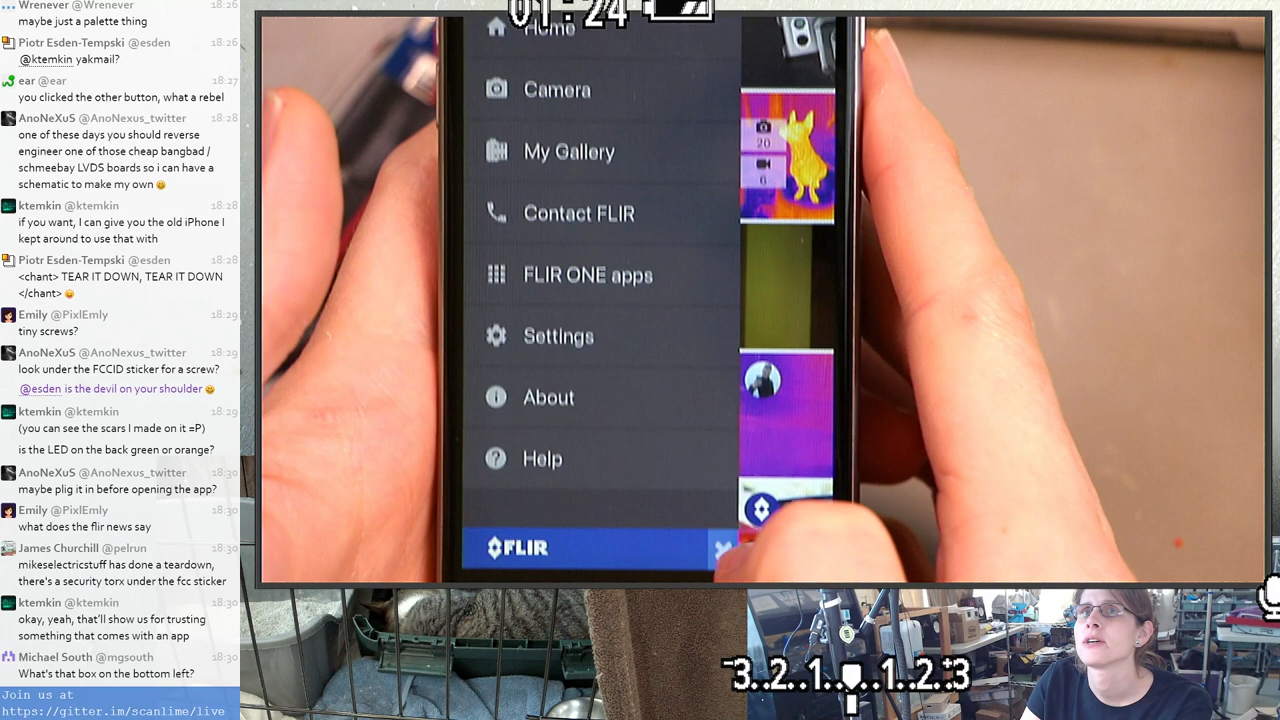 Wrenever @Wrenever 18:26
maybe just a palette thing
Piotr Esden-Tempski @esden 18:26
@ktemkin yakmail?
ear @ear 18:27
you clicked the other button, what a rebel
AnoNeXuS @AnoNexus_twitter 18:28
one of these days you should reverse
engineer one of those cheap bangbad /
schmeebay LVDS boards so i can have a
schematic to make my own
ktemkin @ktemkin 18:28
if you want, I can give you the old iPhone I
kept around to use that with
Piotr Esden-Tempski @esden 18:28
<chant> TEAR IT DOWN, TEAR IT DOWN
</chant>
Emily @PixlEmly 18:29
tiny screws?
AnoNeXuS @AnoNexus_twitter 18:29
look under the FCCID sticker for a screw?
@esden is the devil on your shoulder
ktemkin @ktemkin 18:29
(you can see the scars I made on it =P)
is the LED on the back green or orange?
AnoNeXuS @AnoNexus_twitter 18:30
maybe plig it in before opening the app?
Emily @PixlEmly 18:30
what does the flir news say
James Churchill @pelrun 18:30
mikeselectricstuff has done a teardown,
there's a security torx under the fcc sticker
ktemkin @ktemkin 18:30
okay, yeah, that'll show us for trusting
something that comes with an app
Michael South @mgsouth 18:30
What's that box on the bottom left?
Join us at
https://gitter.im/scanlime/live
01:24
Home
Camera
My Gallery
Contact FLIR
FLIR ONE apps
Settings
About
Help
FLIR
20
6
-3..2..1...1..2..+3